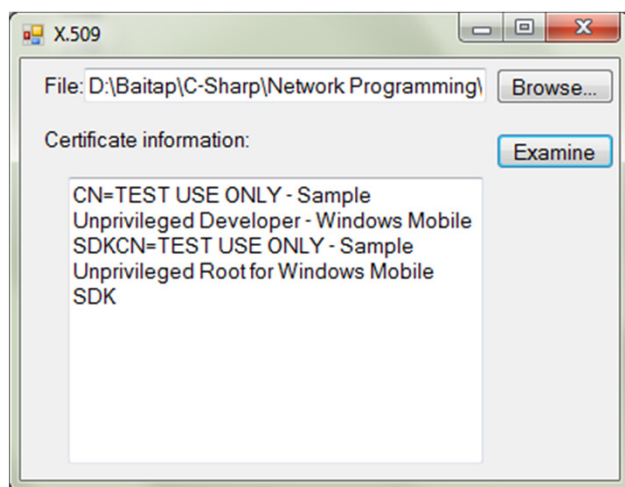 X.509
File: D:\Baitap\C-Sharp\Network Programming\ Browse...
Certificate information:
Examine
CN=TEST USE ONLY - Sample
Unprivileged Developer - Windows Mobile
SDKCN=TEST USE ONLY - Sample
Unprivileged Root for Windows Mobile
SDK